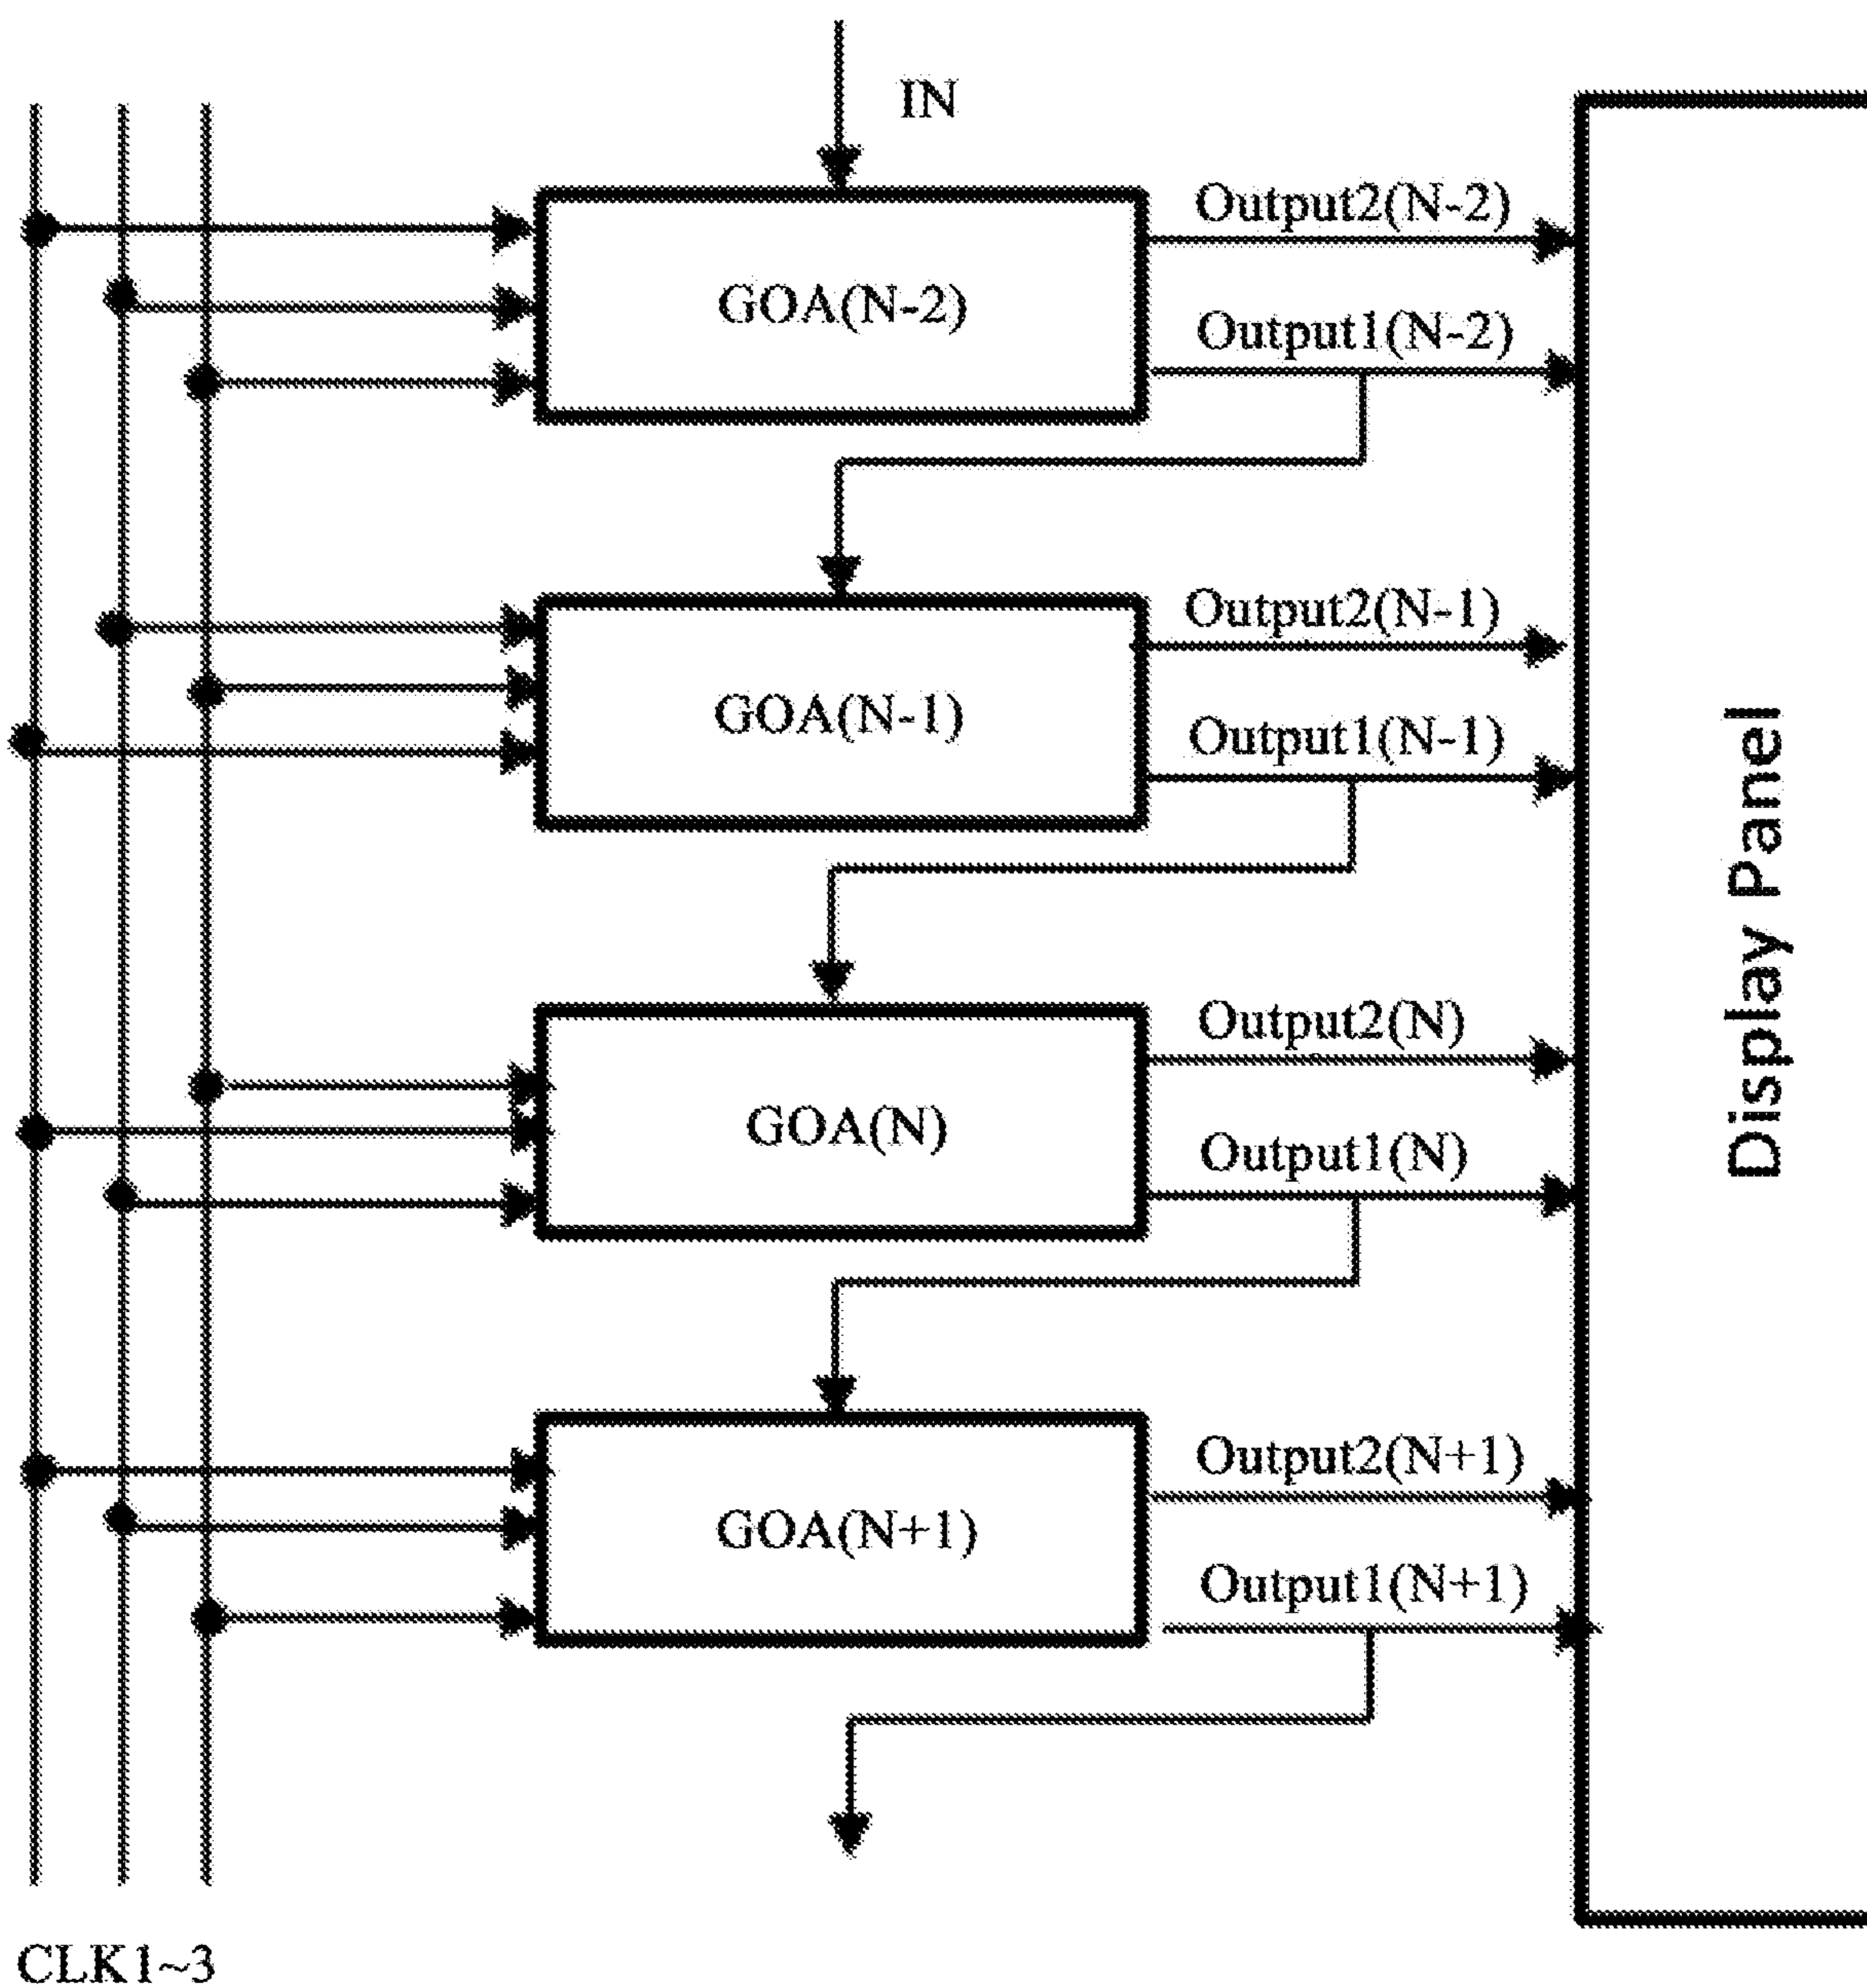 IN
Output2(N-2)
GOA(N-2)
Output1(N-2)
Output2(N-1)
GOA(N-1)
Output1(N-1)
Display Panel
Output2(N)
GOA(N)
Output1(N)
Output2(N+1)
GOA(N+1)
Output1(N+1)
CLK1~3